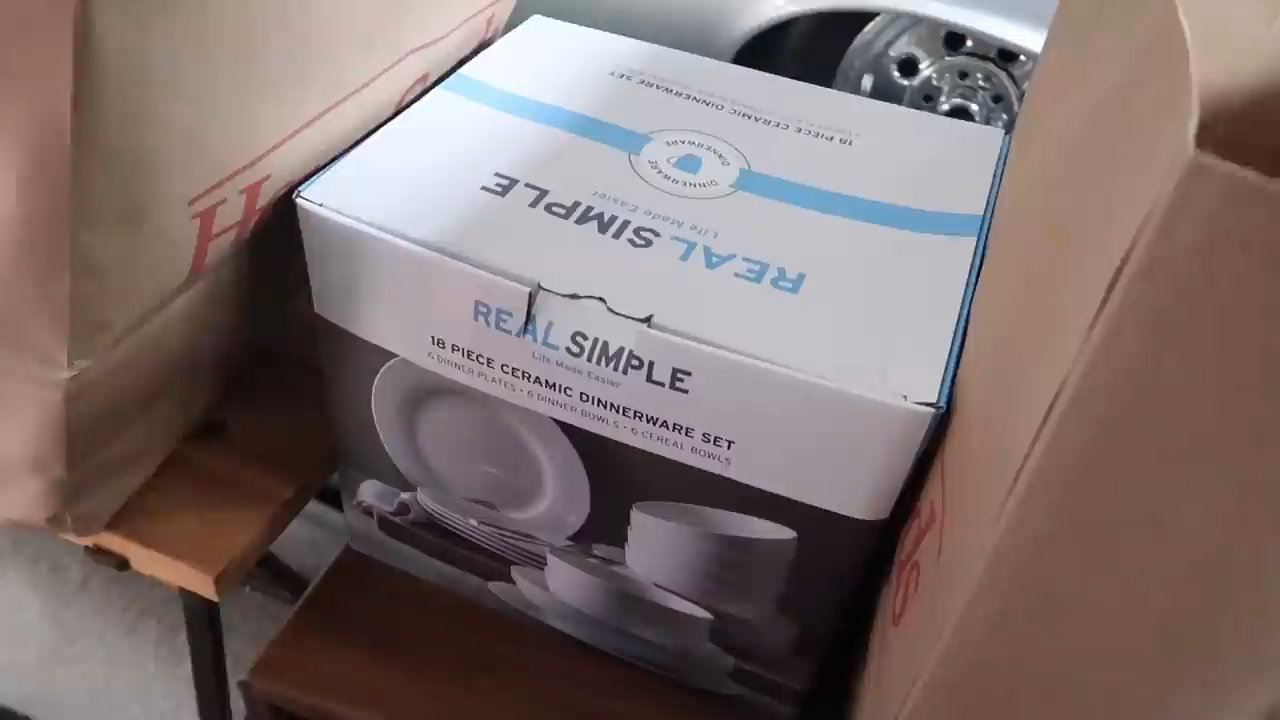 18 PIECE CERAMIC DINNERWARE SET
DINNERWARE
DINNERWARE
REAL SIMPLE
Life Made Easier
REAL SIMPLE
Life Made Easier
18 PIECE CERAMIC DINNERWARE SET
6 DINNER PLATES • 6 DINNER BOWLS • 6 CEREAL BOWLS